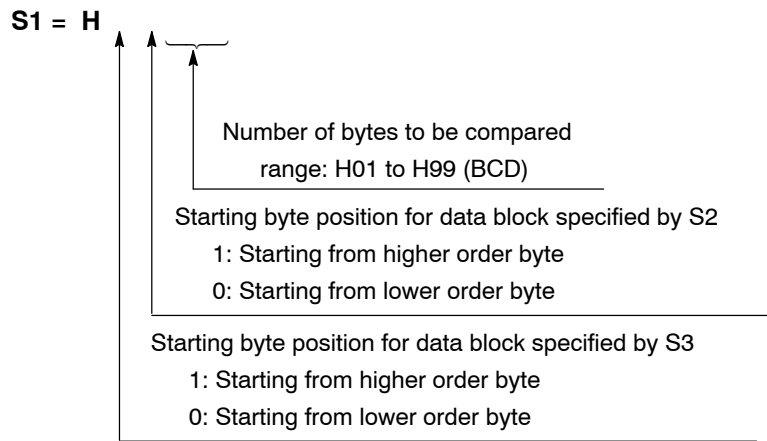 S1 = H
Number of bytes to be compared
range: H01 to H99 (BCD)
Starting byte position for data block specified by S2
1: Starting from higher order byte
0: Starting from lower order byte
Starting byte position for data block specified by S3
1: Starting from higher order byte
0: Starting from lower order byte